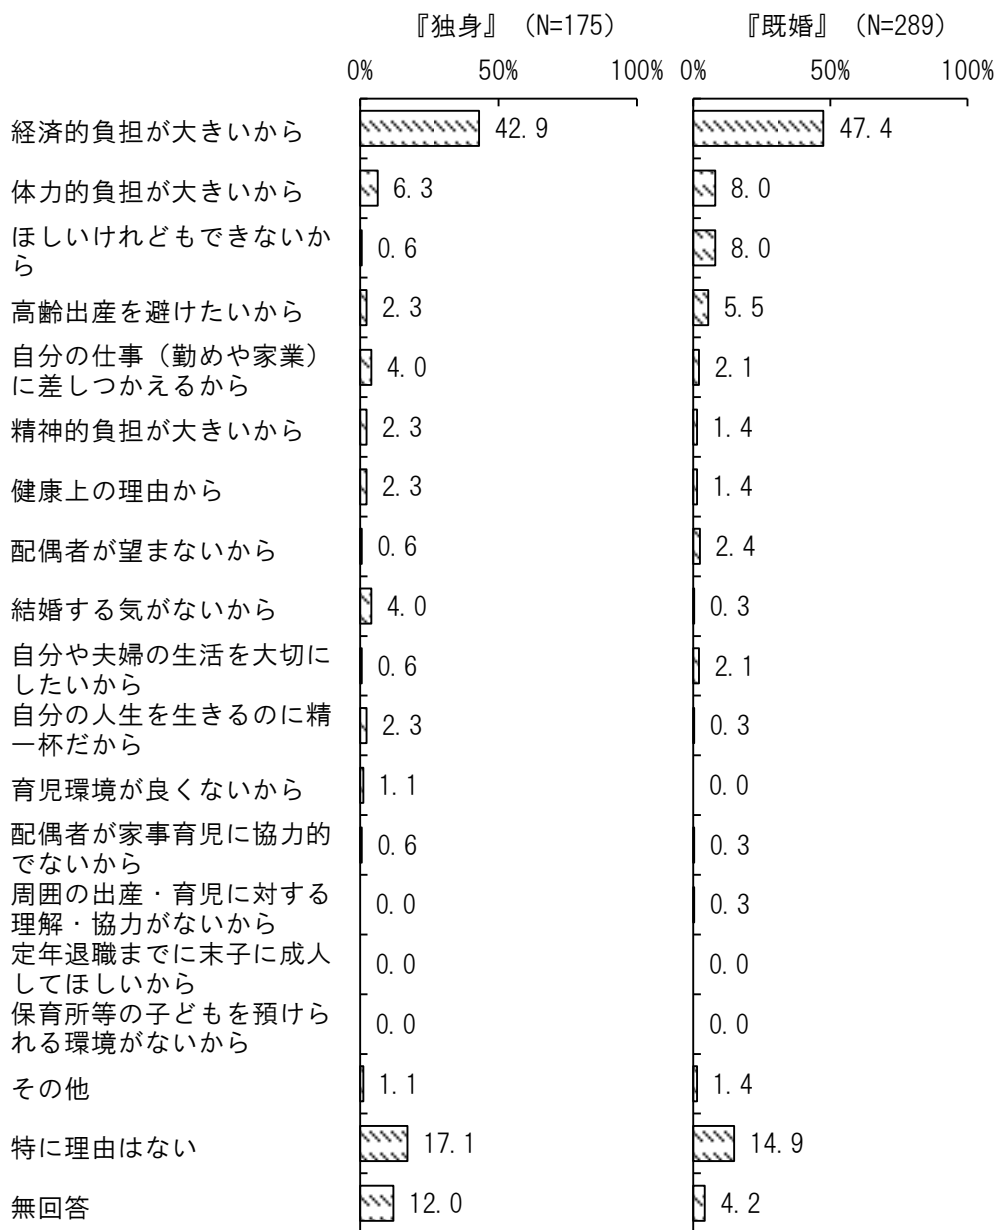 『独身』（N=175）　『既婚』（N=289）
0%　50%　100%　0%　50%　100%
経済的負担が大きいから　42.9　47.4
体力的負担が大きいから　6.3　8.0
ほしいけれどもできないか
ら　0.6　8.0
高齢出産を避けたいから　2.3　5.5
自分の仕事（勤めや家業）
に差しつかえるから　4.0　2.1
精神的負担が大きいから　2.3　1.4
健康上の理由から　2.3　1.4
配偶者が望まないから　0.6　2.4
結婚する気がないから　4.0　0.3
自分や夫婦の生活を大切に
したいから　0.6　2.1
自分の人生を生きるのに精
一杯だから　2.3　0.3
育児環境が良くないから　1.1　0.0
配偶者が家事育児に協力的
でないから　0.6　0.3
周囲の出産・育児に対する
理解・協力がないから　0.0　0.3
定年退職までに末子に成人
してほしいから　0.0　0.0
保育所等の子どもを預けら
れる環境がないから　0.0　0.0
その他　1.1　1.4
特に理由はない　17.1　14.9
無回答　12.0　4.2